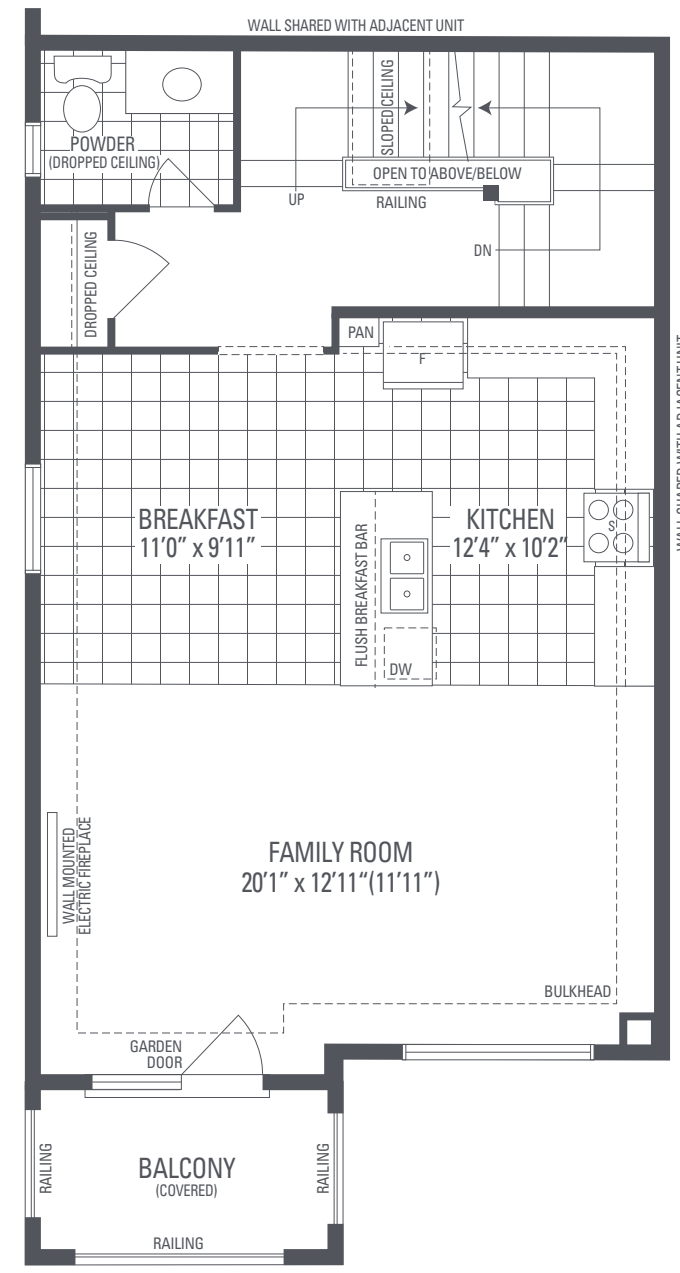 WALL SHARED WITH ADJACENT UNIT
SLOPED CEILING
POWDER
(DROPPED CEILING)
OPEN TO ABOVE/BELOW
UP
RAILING
DN
DROPPED CEILING
PAN
F
WALL SHARED WITH ADJACENT UNIT
BREAKFAST
11'0" x 9'11"
KITCHEN
12'4" x 10'2"
S
FLUSH BREAKFAST BAR
DW
FAMILY ROOM
20'1" x 12'11"(11'11")
WALL MOUNTED
ELECTRIC FIREPLACE
BULKHEAD
GARDEN
DOOR
RAILING
BALCONY
(COVERED)
RAILING
RAILING